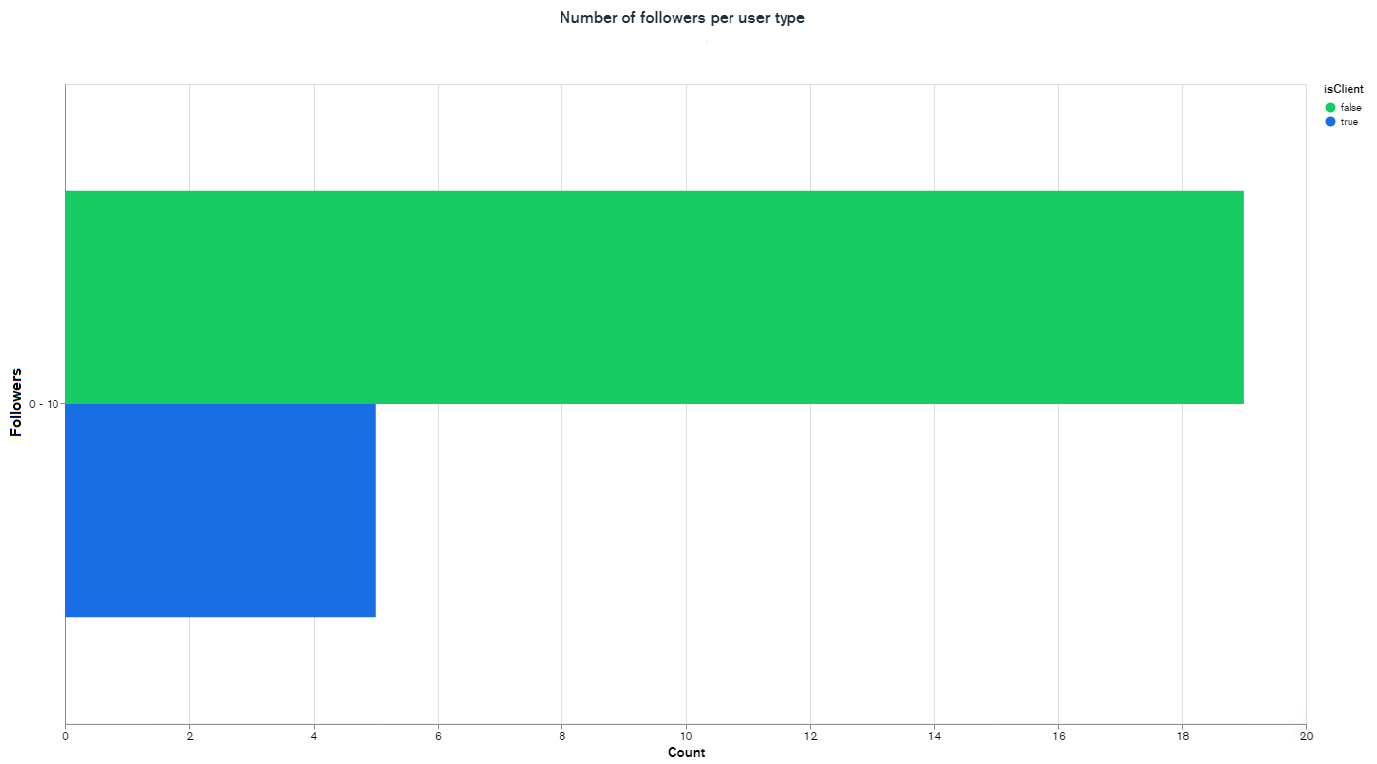 Number of followers per user type
isClient
false
true
Followers
0 - 10
0 2 4 6 8 10 12 14 16 18 20
Count